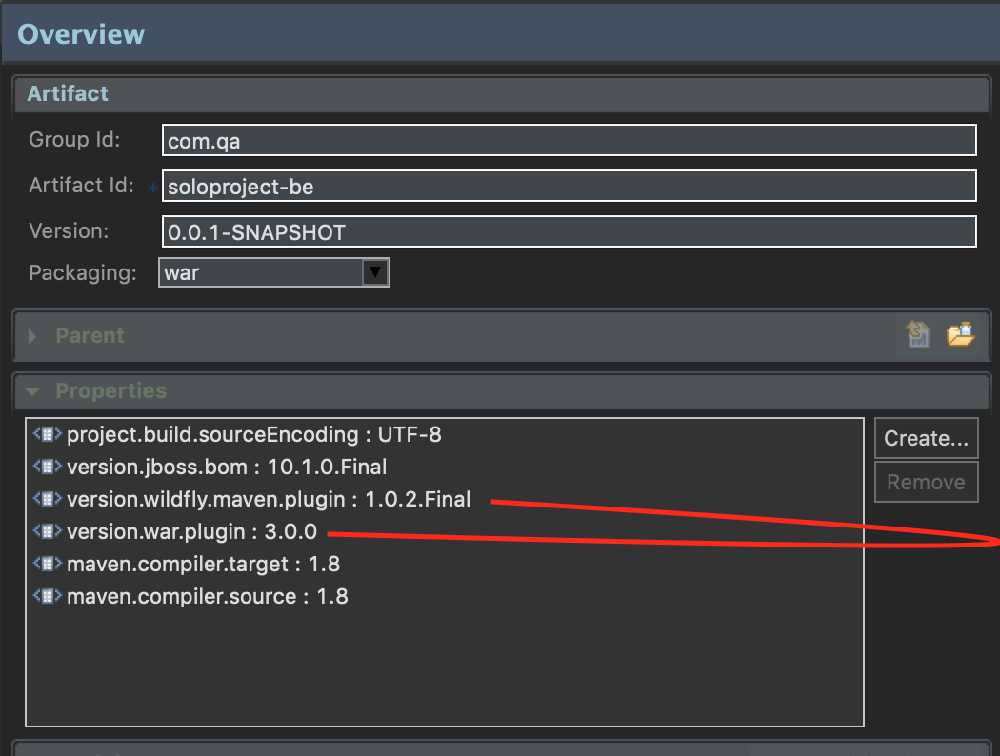 Overview
Artifact
Group Id: com.qa
Artifact Id: * soloproject-be
Version: 0.0.1-SNAPSHOT
Packaging: war
Parent
Properties
project.build.sourceEncoding : UTF-8
Create...
version.jboss.bom : 10.1.0.Final
Remove
version.wildfly.maven.plugin : 1.0.2.Final
version.war.plugin : 3.0.0
maven.compiler.target : 1.8
maven.compiler.source : 1.8